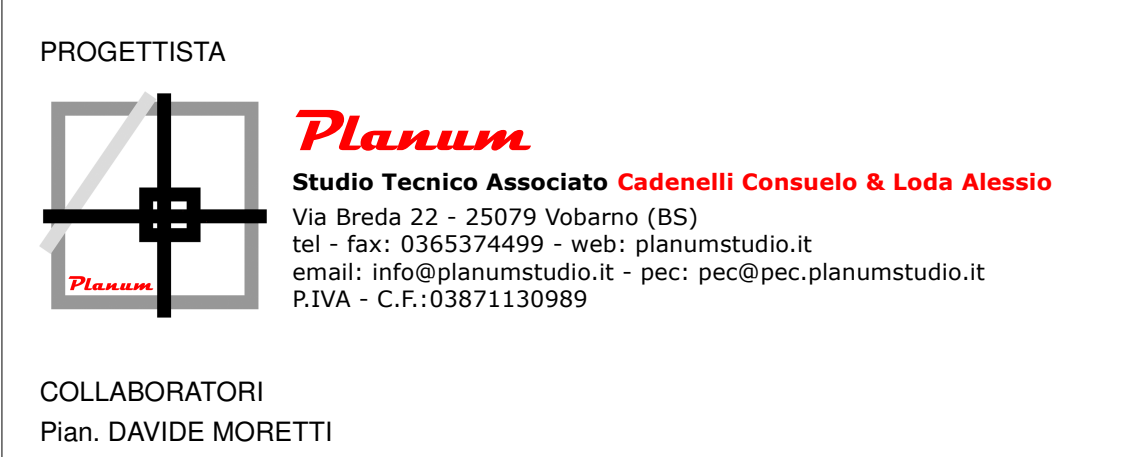 PROGETTISTA
Planum
Planum
Studio Tecnico Associato Cadenelli Consuelo & Loda Alessio
Via Breda 22 - 25079 Vobarno (BS)
tel - fax: 0365374499 - web: planumstudio.it
email: info@planumstudio.it - pec: pec@pec.planumstudio.it
P.IVA - C.F.:03871130989
COLLABORATORI
Pian. DAVIDE MORETTI